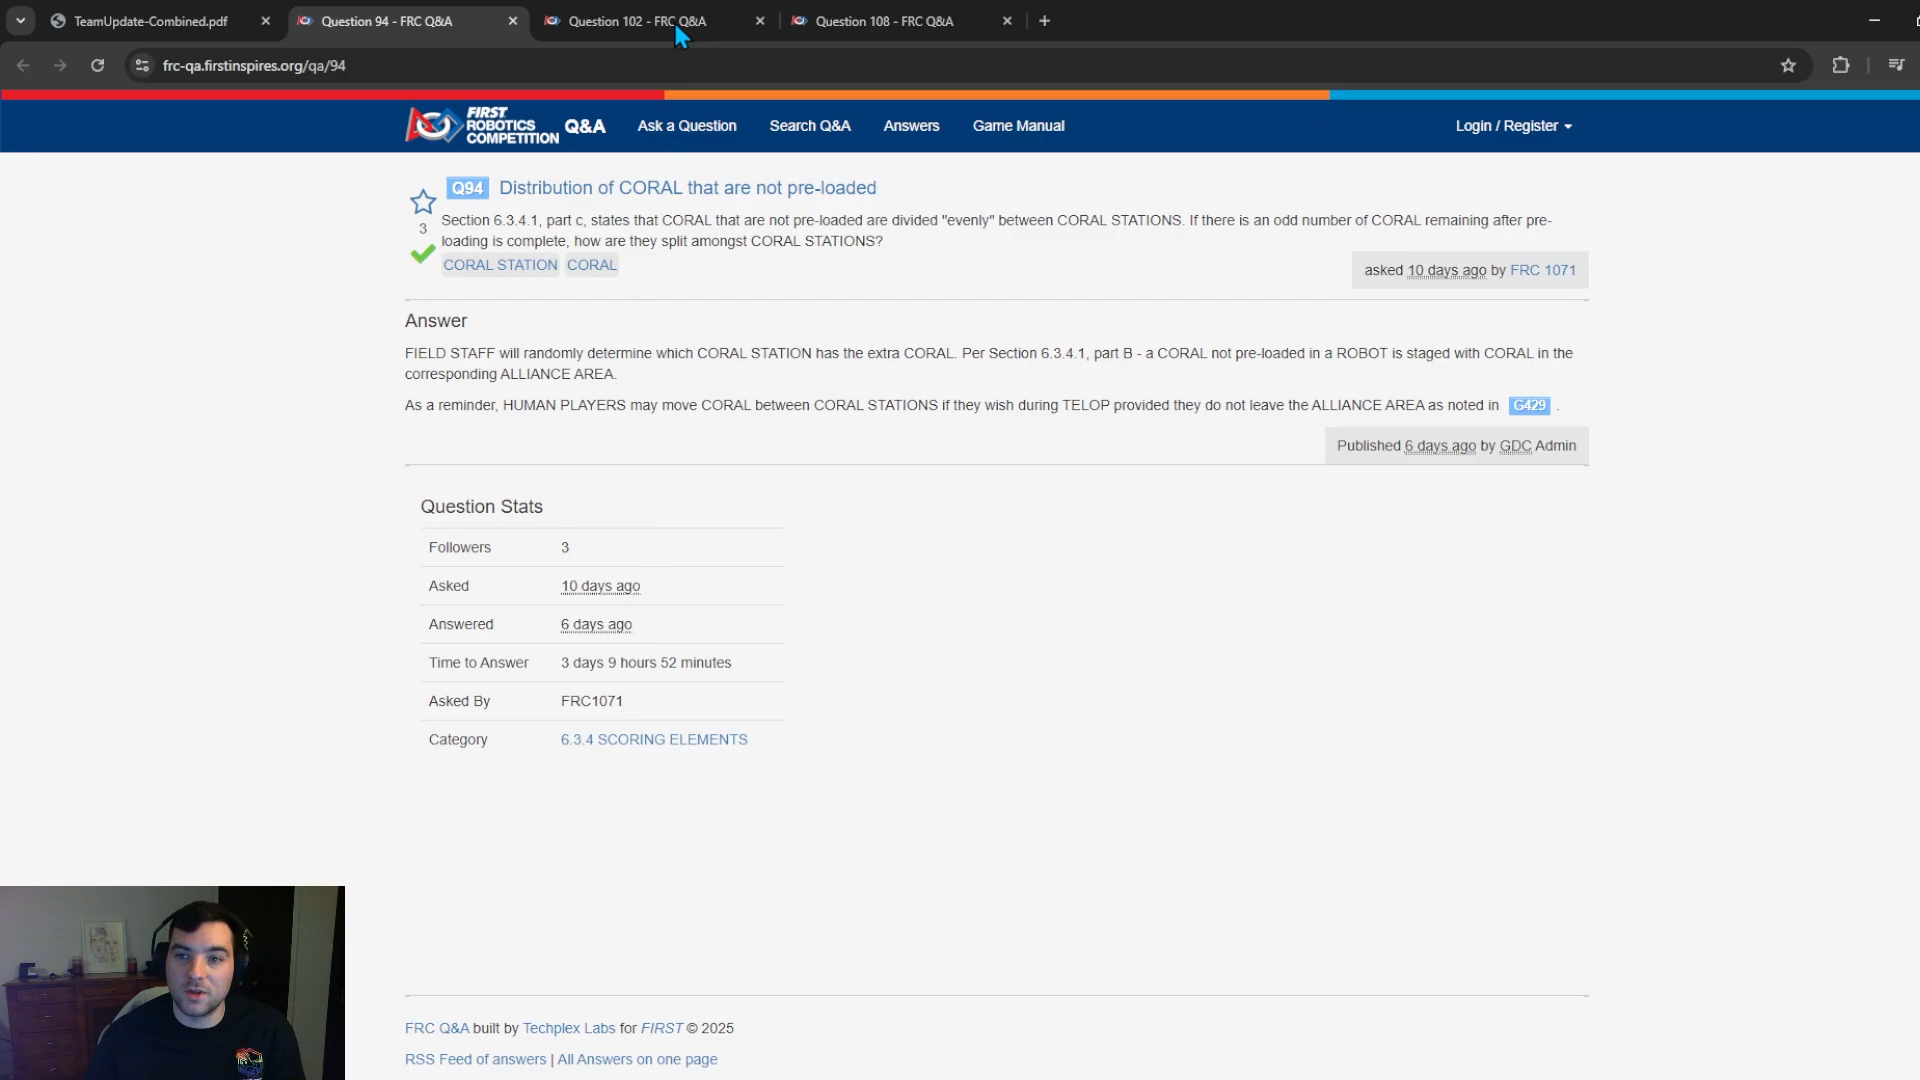 TeamUpdate-Combined.pdf
Question 94 - FRC Q&A
Question 102 - FRC Q&A
Question 108 - FRC Q&A
frc-qa.firstinspires.org/qa/94
FIRST
ROBOTICS
COMPETITION
Q&A
Ask a Question
Search Q&A
Answers
Game Manual
Login / Register
Q94 Distribution of CORAL that are not pre-loaded
3
Section 6.3.4.1, part c, states that CORAL that are not pre-loaded are divided "evenly" between CORAL STATIONS. If there is an odd number of CORAL remaining after pre-
loading is complete, how are they split amongst CORAL STATIONS?
CORAL STATION CORAL
asked 10 days ago by FRC 1071
Answer
FIELD STAFF will randomly determine which CORAL STATION has the extra CORAL. Per Section 6.3.4.1, part B - a CORAL not pre-loaded in a ROBOT is staged with CORAL in the
corresponding ALLIANCE AREA.
As a reminder, HUMAN PLAYERS may move CORAL between CORAL STATIONS if they wish during TELOP provided they do not leave the ALLIANCE AREA as noted in G429 .
Published 6 days ago by GDC Admin
Question Stats
Followers 3
Asked 10 days ago
Answered 6 days ago
Time to Answer 3 days 9 hours 52 minutes
Asked By FRC1071
Category 6.3.4 SCORING ELEMENTS
FRC Q&A built by Techplex Labs for FIRST © 2025
RSS Feed of answers | All Answers on one page